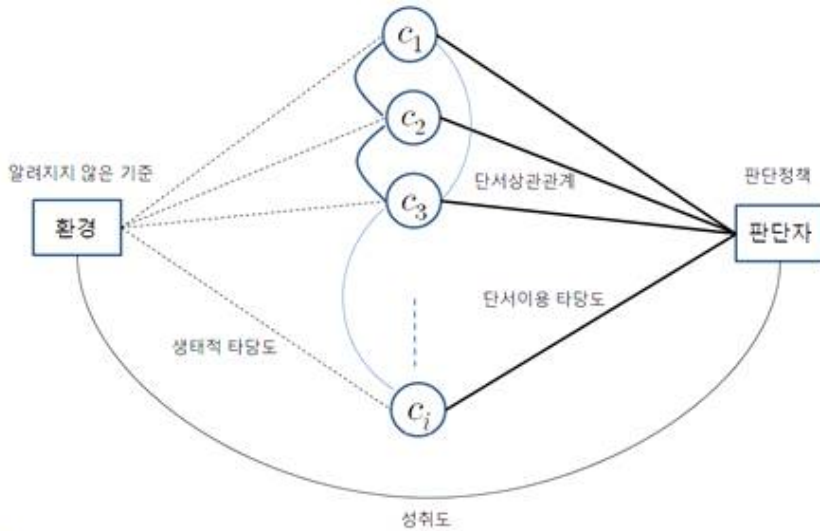 c1
c2
알려지지 않은 기준
단서상관관계
판단정책
c3
환경
판단자
단서이용 타당도
생태적 타당도
ci
성취도